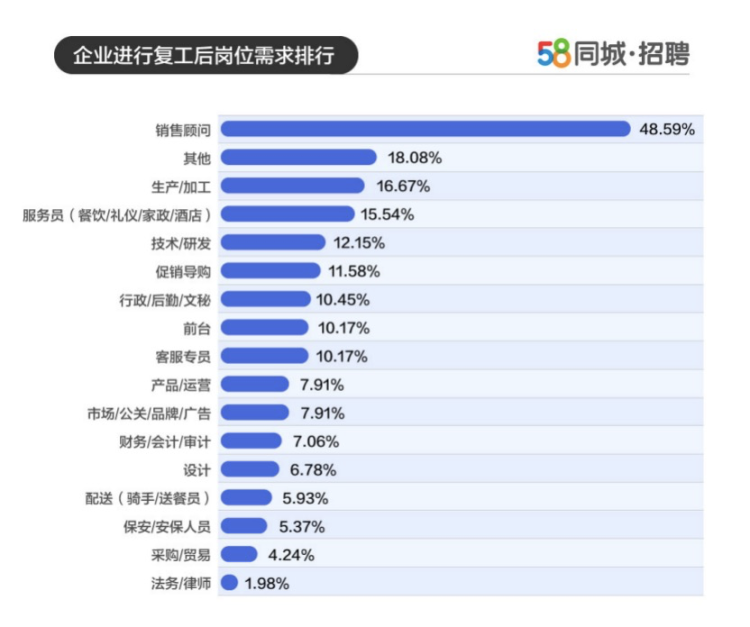 企业进行复工后岗位需求排行
58同城·招聘
销售顾问 48.59%
其他 18.08%
生产/加工 16.67%
服务员（餐饮/礼仪/家政/酒店） 15.54%
技术/研发 12.15%
促销导购 11.58%
行政/后勤/文秘 10.45%
前台 10.17%
客服专员 10.17%
产品/运营 7.91%
市场/公关/品牌/广告 7.91%
财务/会计/审计 7.06%
设计 6.78%
配送（骑手/送餐员） 5.93%
保安/安保人员 5.37%
采购/贸易 4.24%
法务/律师 1.98%